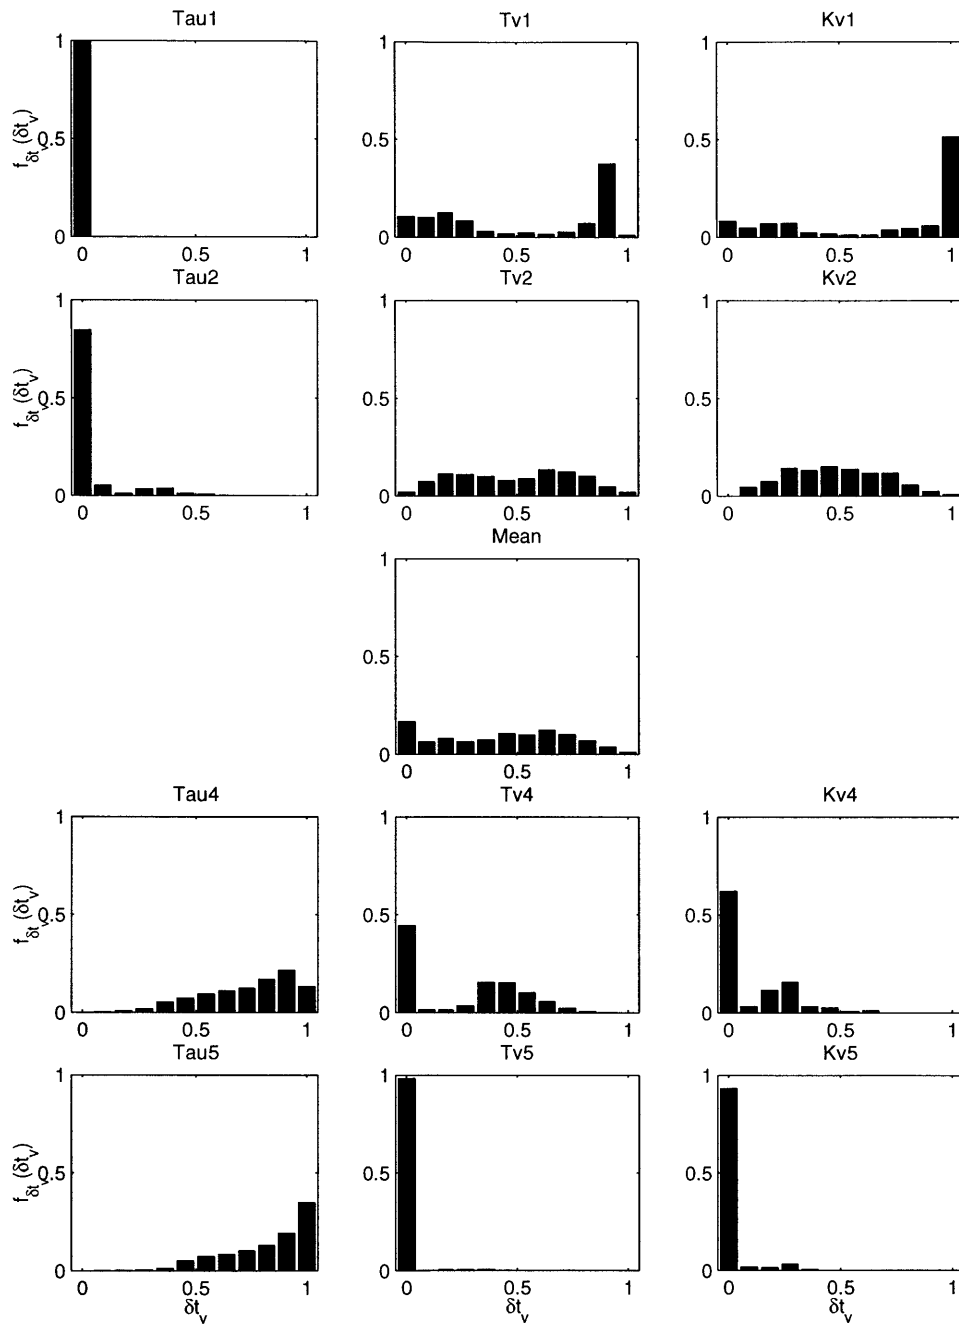 Tau1 Tv1 Kv1
1 1 1
f_δt_v(δt_v) 0.5 0.5 0.5
0 0 0
0 0.5 1 0 0.5 1 0 0.5 1
Tau2 Tv2 Kv2
1 1 1
f_δt_v(δt_v) 0.5 0.5 0.5
0 0 0
0 0.5 1 0 0.5 1 0 0.5 1
Mean
1
0.5
0
0 0.5 1
Tau4 Tv4 Kv4
1 1 1
f_δt_v(δt_v) 0.5 0.5 0.5
0 0 0
0 0.5 1 0 0.5 1 0 0.5 1
Tau5 Tv5 Kv5
1 1 1
f_δt_v(δt_v) 0.5 0.5 0.5
0 0 0
0 0.5 1 0 0.5 1 0 0.5 1
δt_v δt_v δt_v